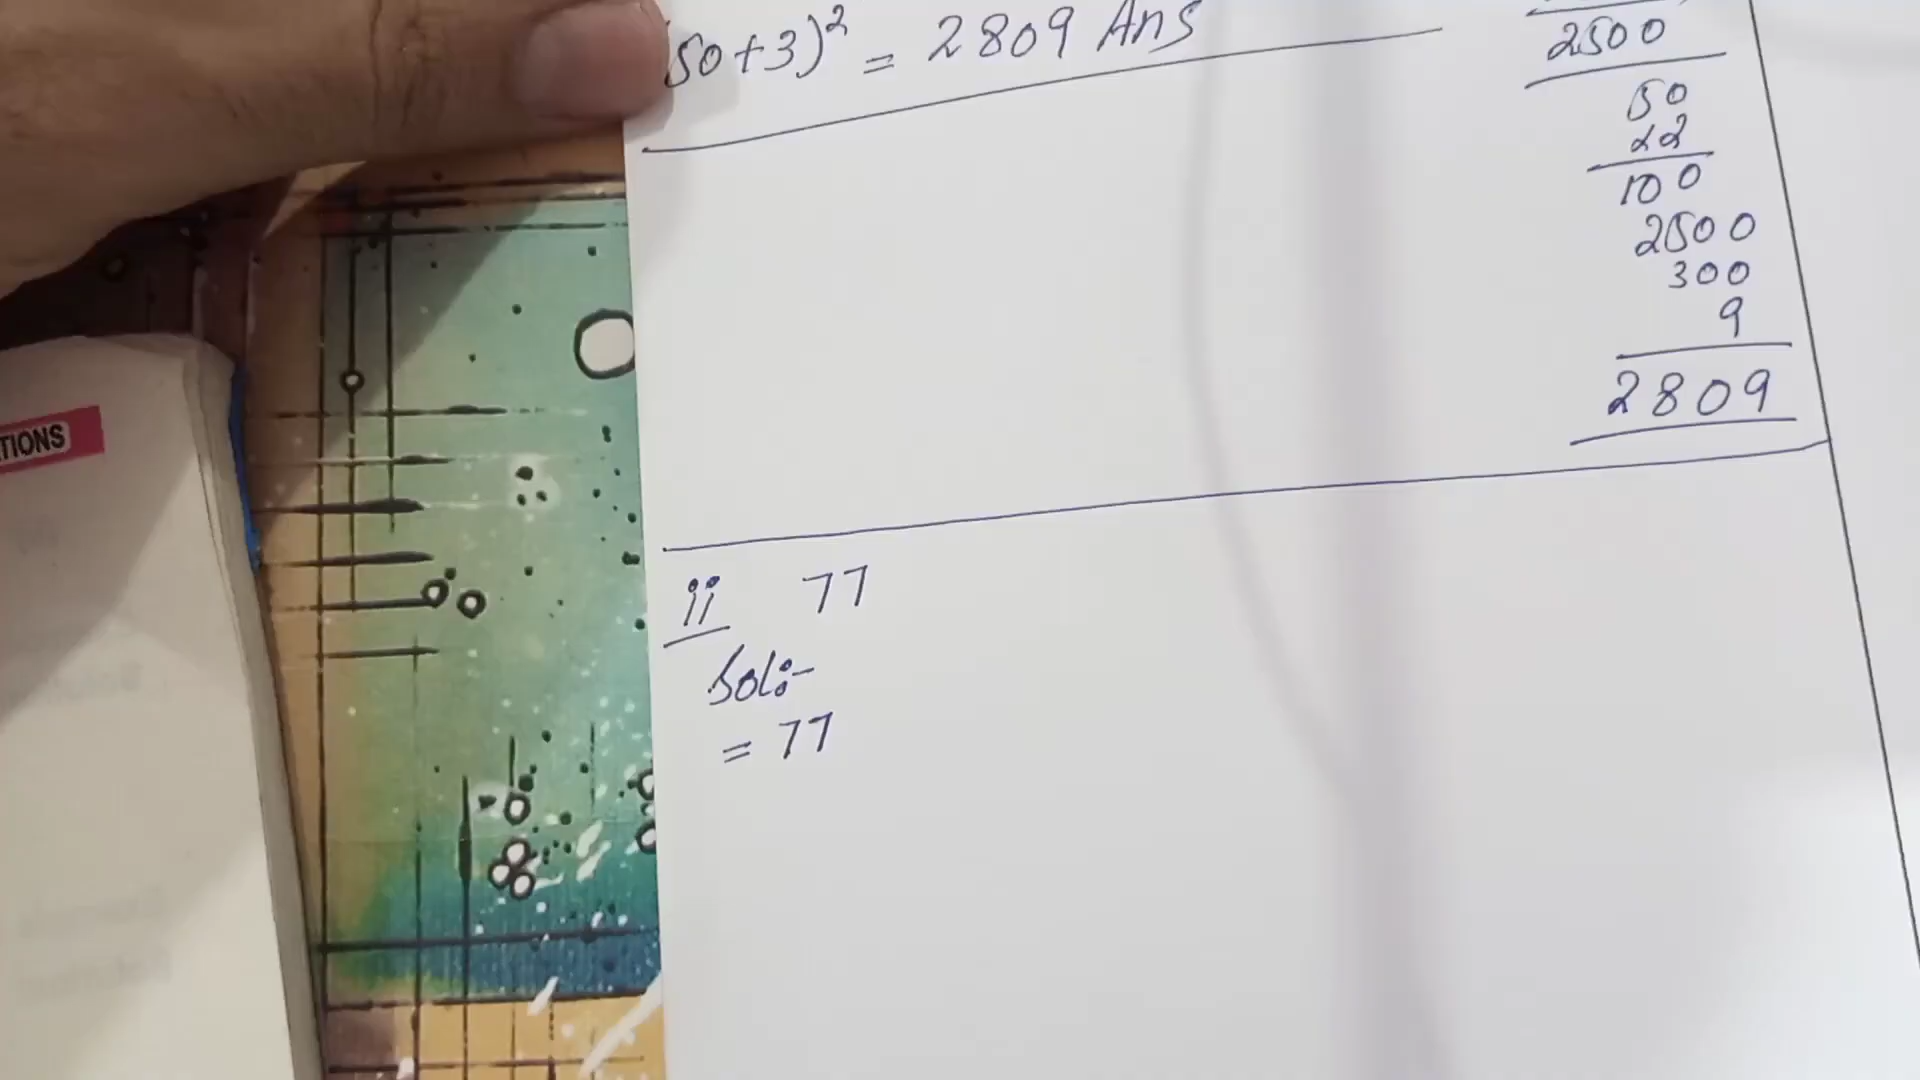 50+3)² = 2809 Ans
2500
50
22
100
2500
300
9
2809
ii 77
Sol:-
= 77
TIONS